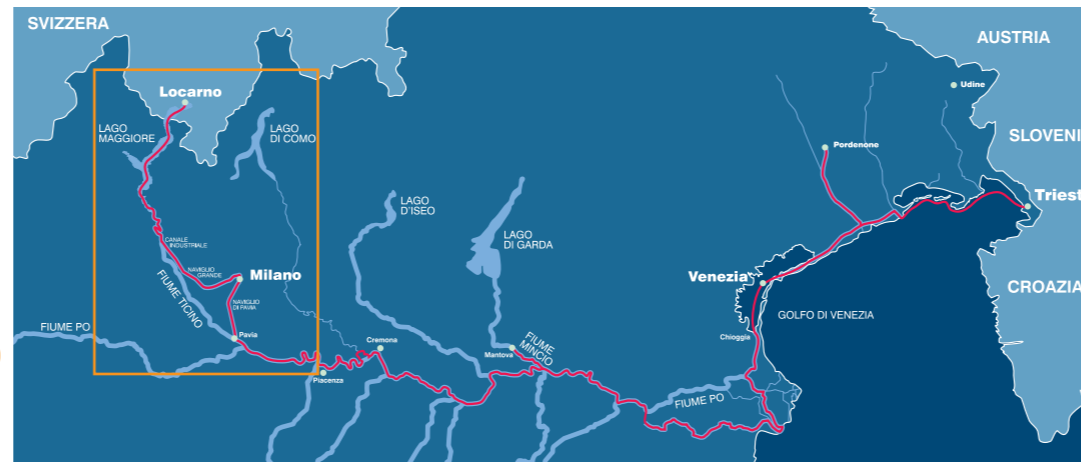 SVIZZERA
AUSTRIA
Udine
Locarno
LAGO
MAGGIORE
LAGO
DI COMO
SLOVENI
Pordenone
LAGO
D'ISEO
Triest
LAGO
DI GARDA
CANALE
INDUSTRIALE
NAVIGLIO
GRANDE
Milano
Venezia
CROAZIA
FIUME TICINO
NAVIGLIO
DI PAVIA
GOLFO DI VENEZIA
FIUME PO
Pavia
Chioggia
Cremona
Mantova
FIUME
MINCIO
Piacenza
FIUME PO